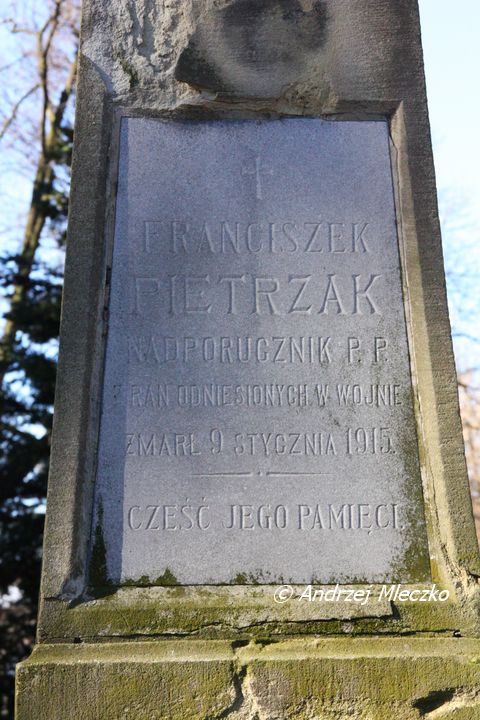 FRANCISZEK
PIETRZAK
NADPORUCZNIK P. P.
Z RAN ODNIESIONYCH W WOJNIE
ZMARŁ 9 STYCZNIA 1915.
CZEŚĆ JEGO PAMIĘCI.
© Andrzej Mleczko